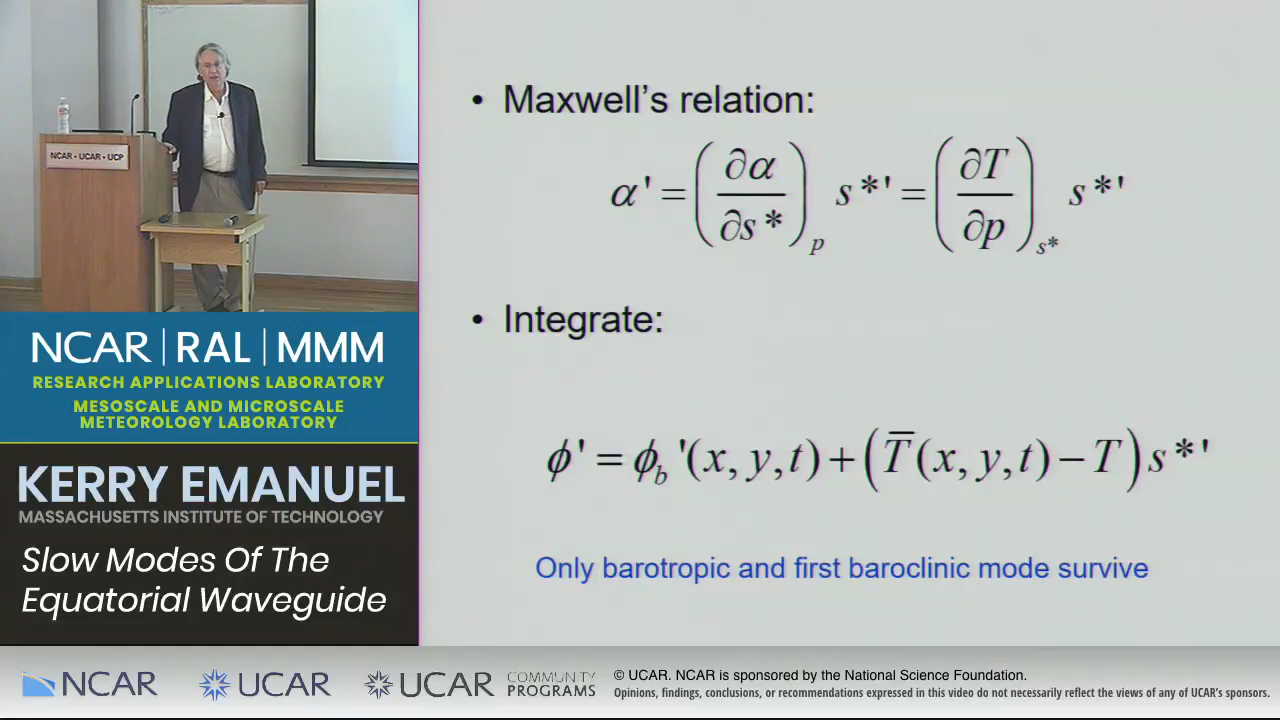 NCAR • UCAR • UCP
• Maxwell’s relation:
α' = (∂α/∂s*)ₚ s*' = (∂T/∂p)ₛ* s*'
• Integrate:
ϕ' = ϕ_b'(x, y, t) + (T̅(x, y, t) − T) s*'
Only barotropic and first baroclinic mode survive
NCAR | RAL | MMM
RESEARCH APPLICATIONS LABORATORY
MESOSCALE AND MICROSCALE
METEOROLOGY LABORATORY
KERRY EMANUEL
MASSACHUSETTS INSTITUTE OF TECHNOLOGY
Slow Modes Of The
Equatorial Waveguide
NCAR
UCAR
UCAR COMMUNITY
PROGRAMS
© UCAR. NCAR is sponsored by the National Science Foundation.
Opinions, findings, conclusions, or recommendations expressed in this video do not necessarily reflect the views of any of UCAR's sponsors.